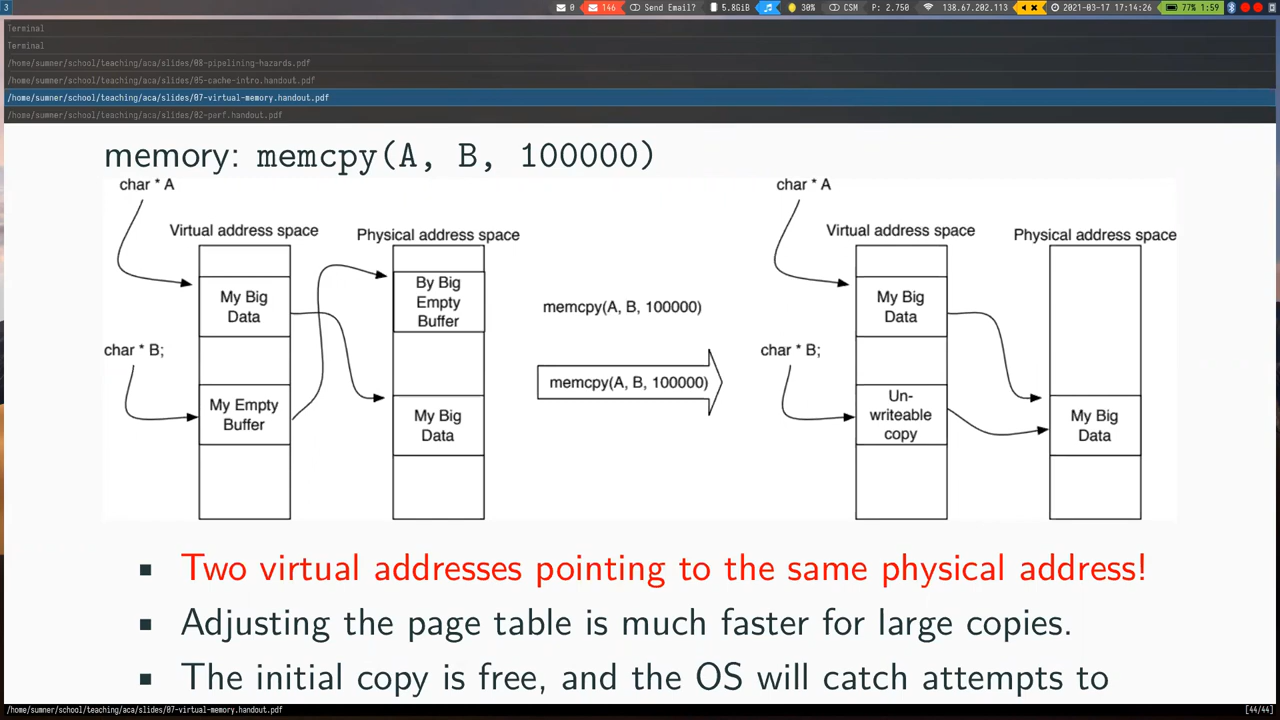 3 0 146 Send Email? 5.8GiB 30% CSM P: 2.750 138.67.202.113 2021-03-17 17:14:26 77% 1:59
Terminal
Terminal
/home/sumner/school/teaching/aca/slides/08-pipelining-hazards.pdf
/home/sumner/school/teaching/aca/slides/05-cache-intro.handout.pdf
/home/sumner/school/teaching/aca/slides/07-virtual-memory.handout.pdf
/home/sumner/school/teaching/aca/slides/02-perf.handout.pdf
memory: memcpy(A, B, 100000)
char * A
Virtual address space
Physical address space
My Big
Data
By Big
Empty
Buffer
char * B;
My Empty
Buffer
My Big
Data
memcpy(A, B, 100000)
memcpy(A, B, 100000)
char * A
Virtual address space
Physical address space
My Big
Data
char * B;
Un-
writeable
copy
My Big
Data
▪ Two virtual addresses pointing to the same physical address!
▪ Adjusting the page table is much faster for large copies.
▪ The initial copy is free, and the OS will catch attempts to
/home/sumner/school/teaching/aca/slides/07-virtual-memory.handout.pdf [44/44]